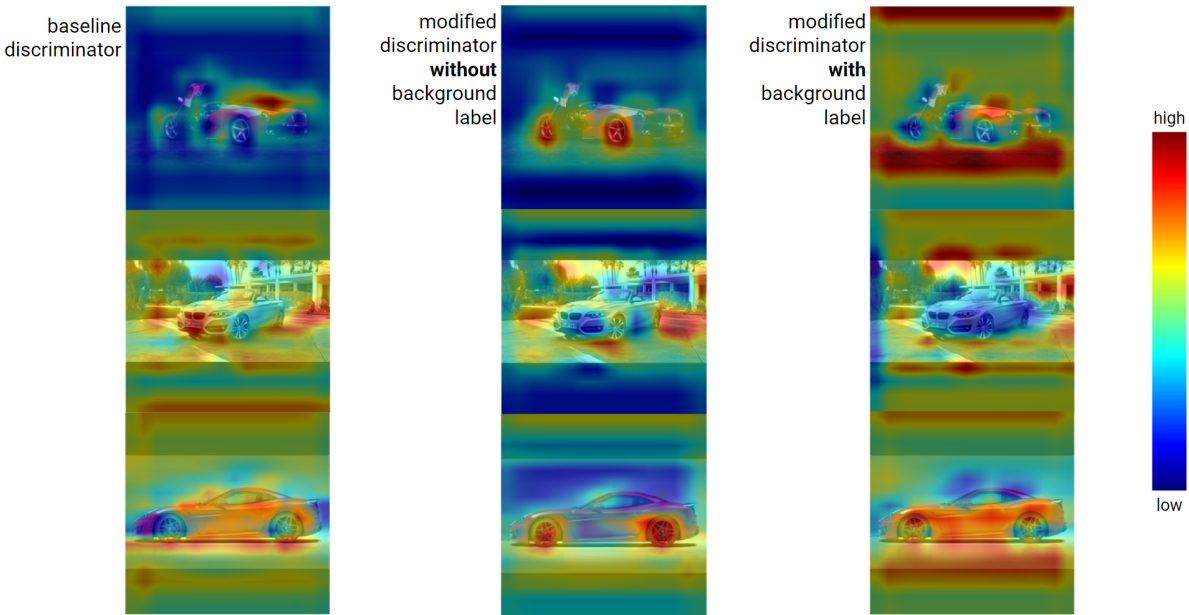 baseline
discriminator
modified
discriminator
without
background
label
modified
discriminator
with
background
label
high
low